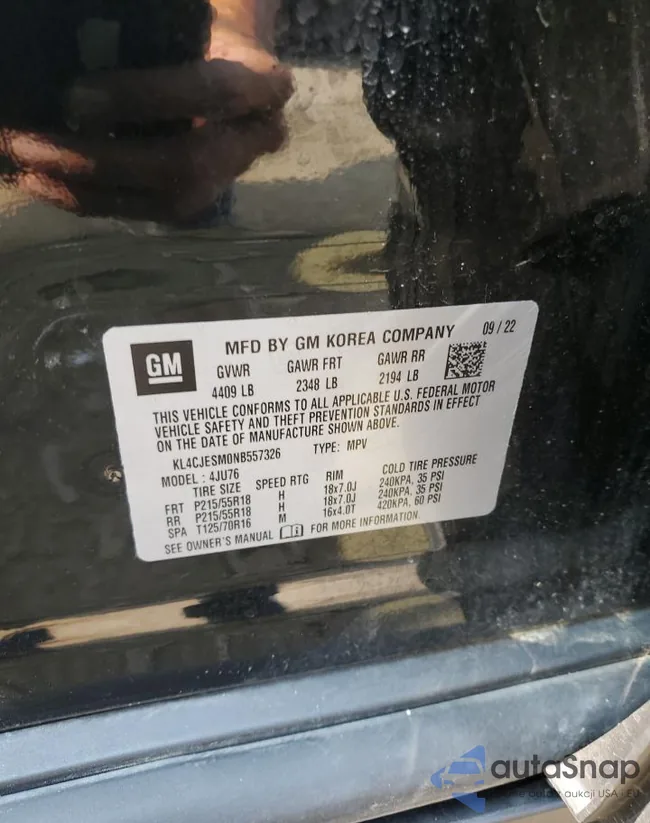 GM
MFD BY GM KOREA COMPANY 09/22
GVWR GAWR FRT GAWR RR
4409 LB 2348 LB 2194 LB
THIS VEHICLE CONFORMS TO ALL APPLICABLE U.S. FEDERAL MOTOR
VEHICLE SAFETY AND THEFT PREVENTION STANDARDS IN EFFECT
ON THE DATE OF MANUFACTURE SHOWN ABOVE.
KL4CJESM0NB557326 TYPE: MPV
MODEL: 4JU76
TIRE SIZE SPEED RTG RIM COLD TIRE PRESSURE
FRT P215/55R18 H 18x7.0J 240KPA, 35 PSI
RR P215/55R18 H 18x7.0J 240KPA, 35 PSI
SPA T125/70R16 M 16x4.0T 420KPA, 60 PSI
SEE OWNER'S MANUAL FOR MORE INFORMATION.
autaSnap
aukcji USA i EU